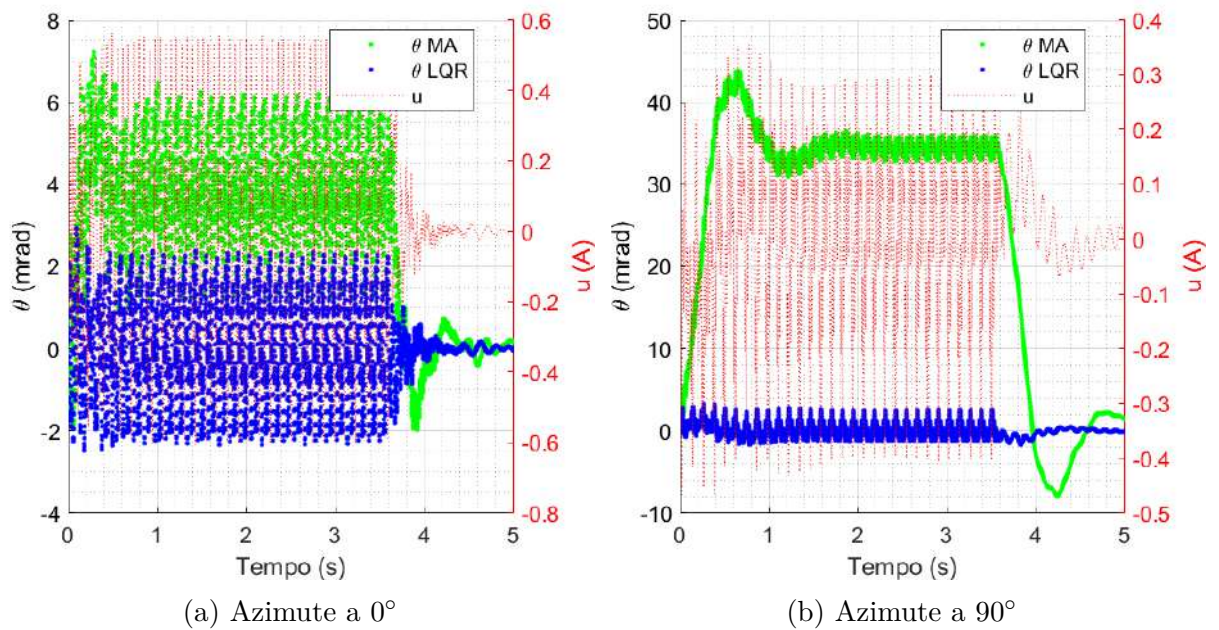 8
6
4
2
0
-2
-4
θ (mrad)
0.6
0.4
0.2
0
-0.2
-0.4
-0.6
-0.8
u (A)
θ MA
θ LQR
u
0 1 2 3 4 5
Tempo (s)
(a) Azimute a 0°
50
40
30
20
10
0
-10
θ (mrad)
0.4
0.3
0.2
0.1
0
-0.1
-0.2
-0.3
-0.4
-0.5
u (A)
θ MA
θ LQR
u
0 1 2 3 4 5
Tempo (s)
(b) Azimute a 90°